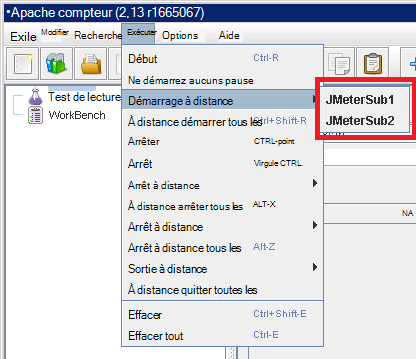 •Apache compteur (2,13 r1665067)
Exile Modifier Recherche Exécuter Options Aide
Test de lecture
WorkBench
Début Ctrl-R
Ne démarrez aucuns pause
Démarrage à distance
JMeterSub1
JMeterSub2
À distance démarrer tous les Ctrl+Shift-R
Arrêter CTRL-point
Arrêt Virgule CTRL.
Arrêt à distance
À distance arrêter tous les ALT-X
Arrêt à distance
Arrêt à distance tous les Alt-Z
Sortie à distance
À distance quitter toutes les
Effacer Ctrl+Shift-E
Effacer tout Ctrl-E
NA